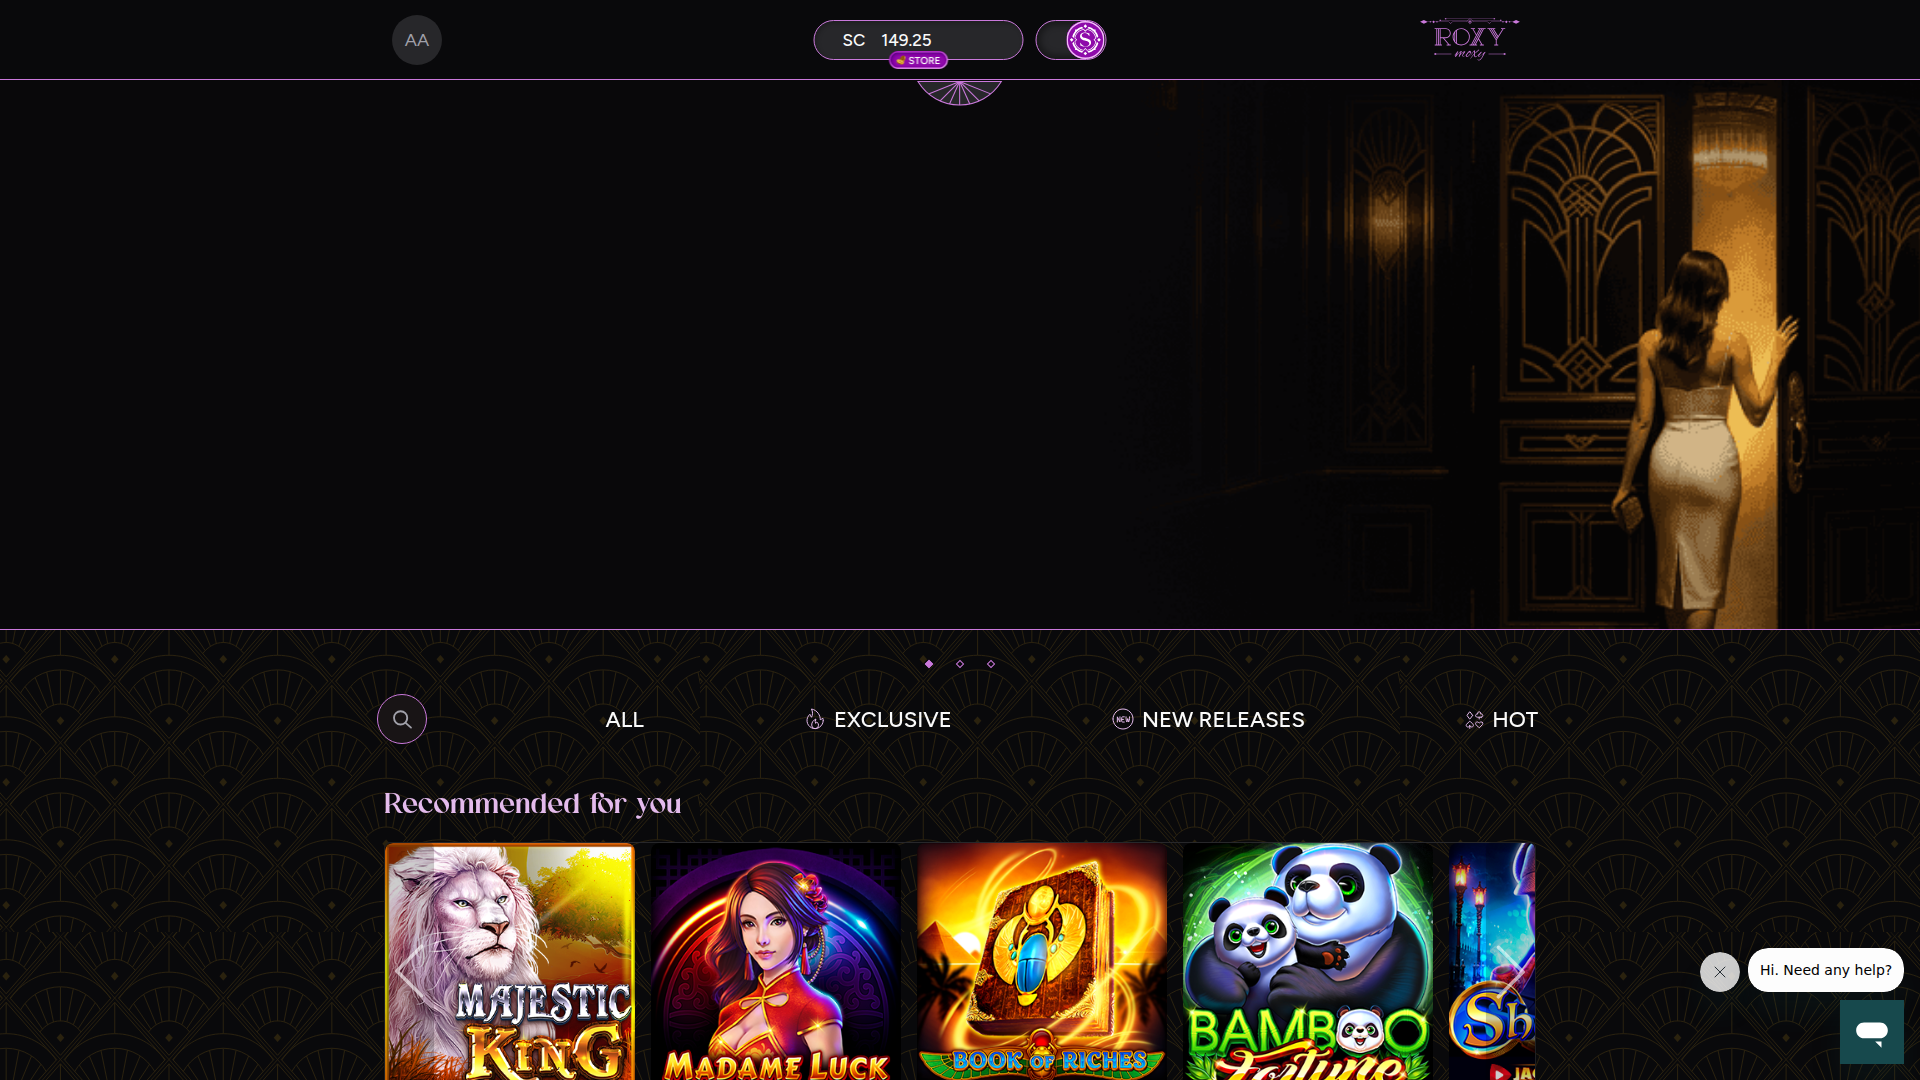 AA
SC 149.25
STORE
S
ROXY
moxy
ALL
EXCLUSIVE
NEW
NEW RELEASES
HOT
Recommended for you
MAJESTIC
KING
MADAME LUCK
BOOK OF RICHES
BAMBOO
Fortune
Sh
JAC
Hi. Need any help?